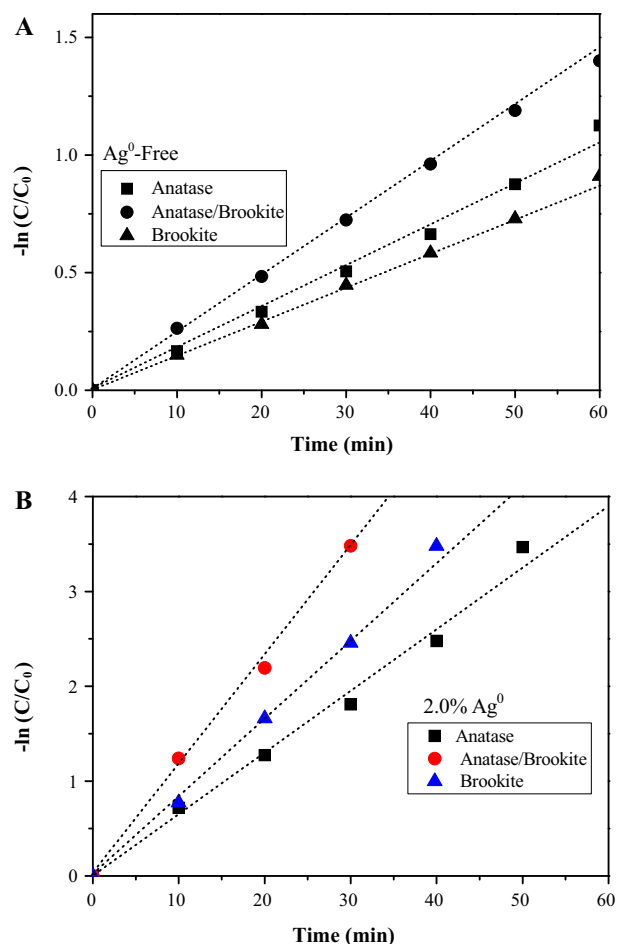 A
1.5
1.0
0.5
0.0
-ln (C/C₀)
Ag⁰-Free
Anatase
Anatase/Brookite
Brookite
0 10 20 30 40 50 60
Time (min)
B
4
3
2
1
0
-ln (C/C₀)
2.0% Ag⁰
Anatase
Anatase/Brookite
Brookite
0 10 20 30 40 50 60
Time (min)